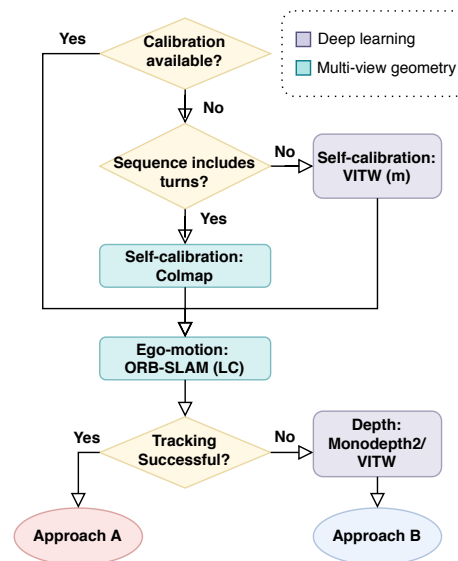 Yes
Calibration
available?
Deep learning
Multi-view geometry
No
Sequence includes
turns?
No
Self-calibration:
VITW (m)
Yes
Self-calibration:
Colmap
Ego-motion:
ORB-SLAM (LC)
Yes
Tracking
Successful?
No
Depth:
Monodepth2/
VITW
Approach A
Approach B